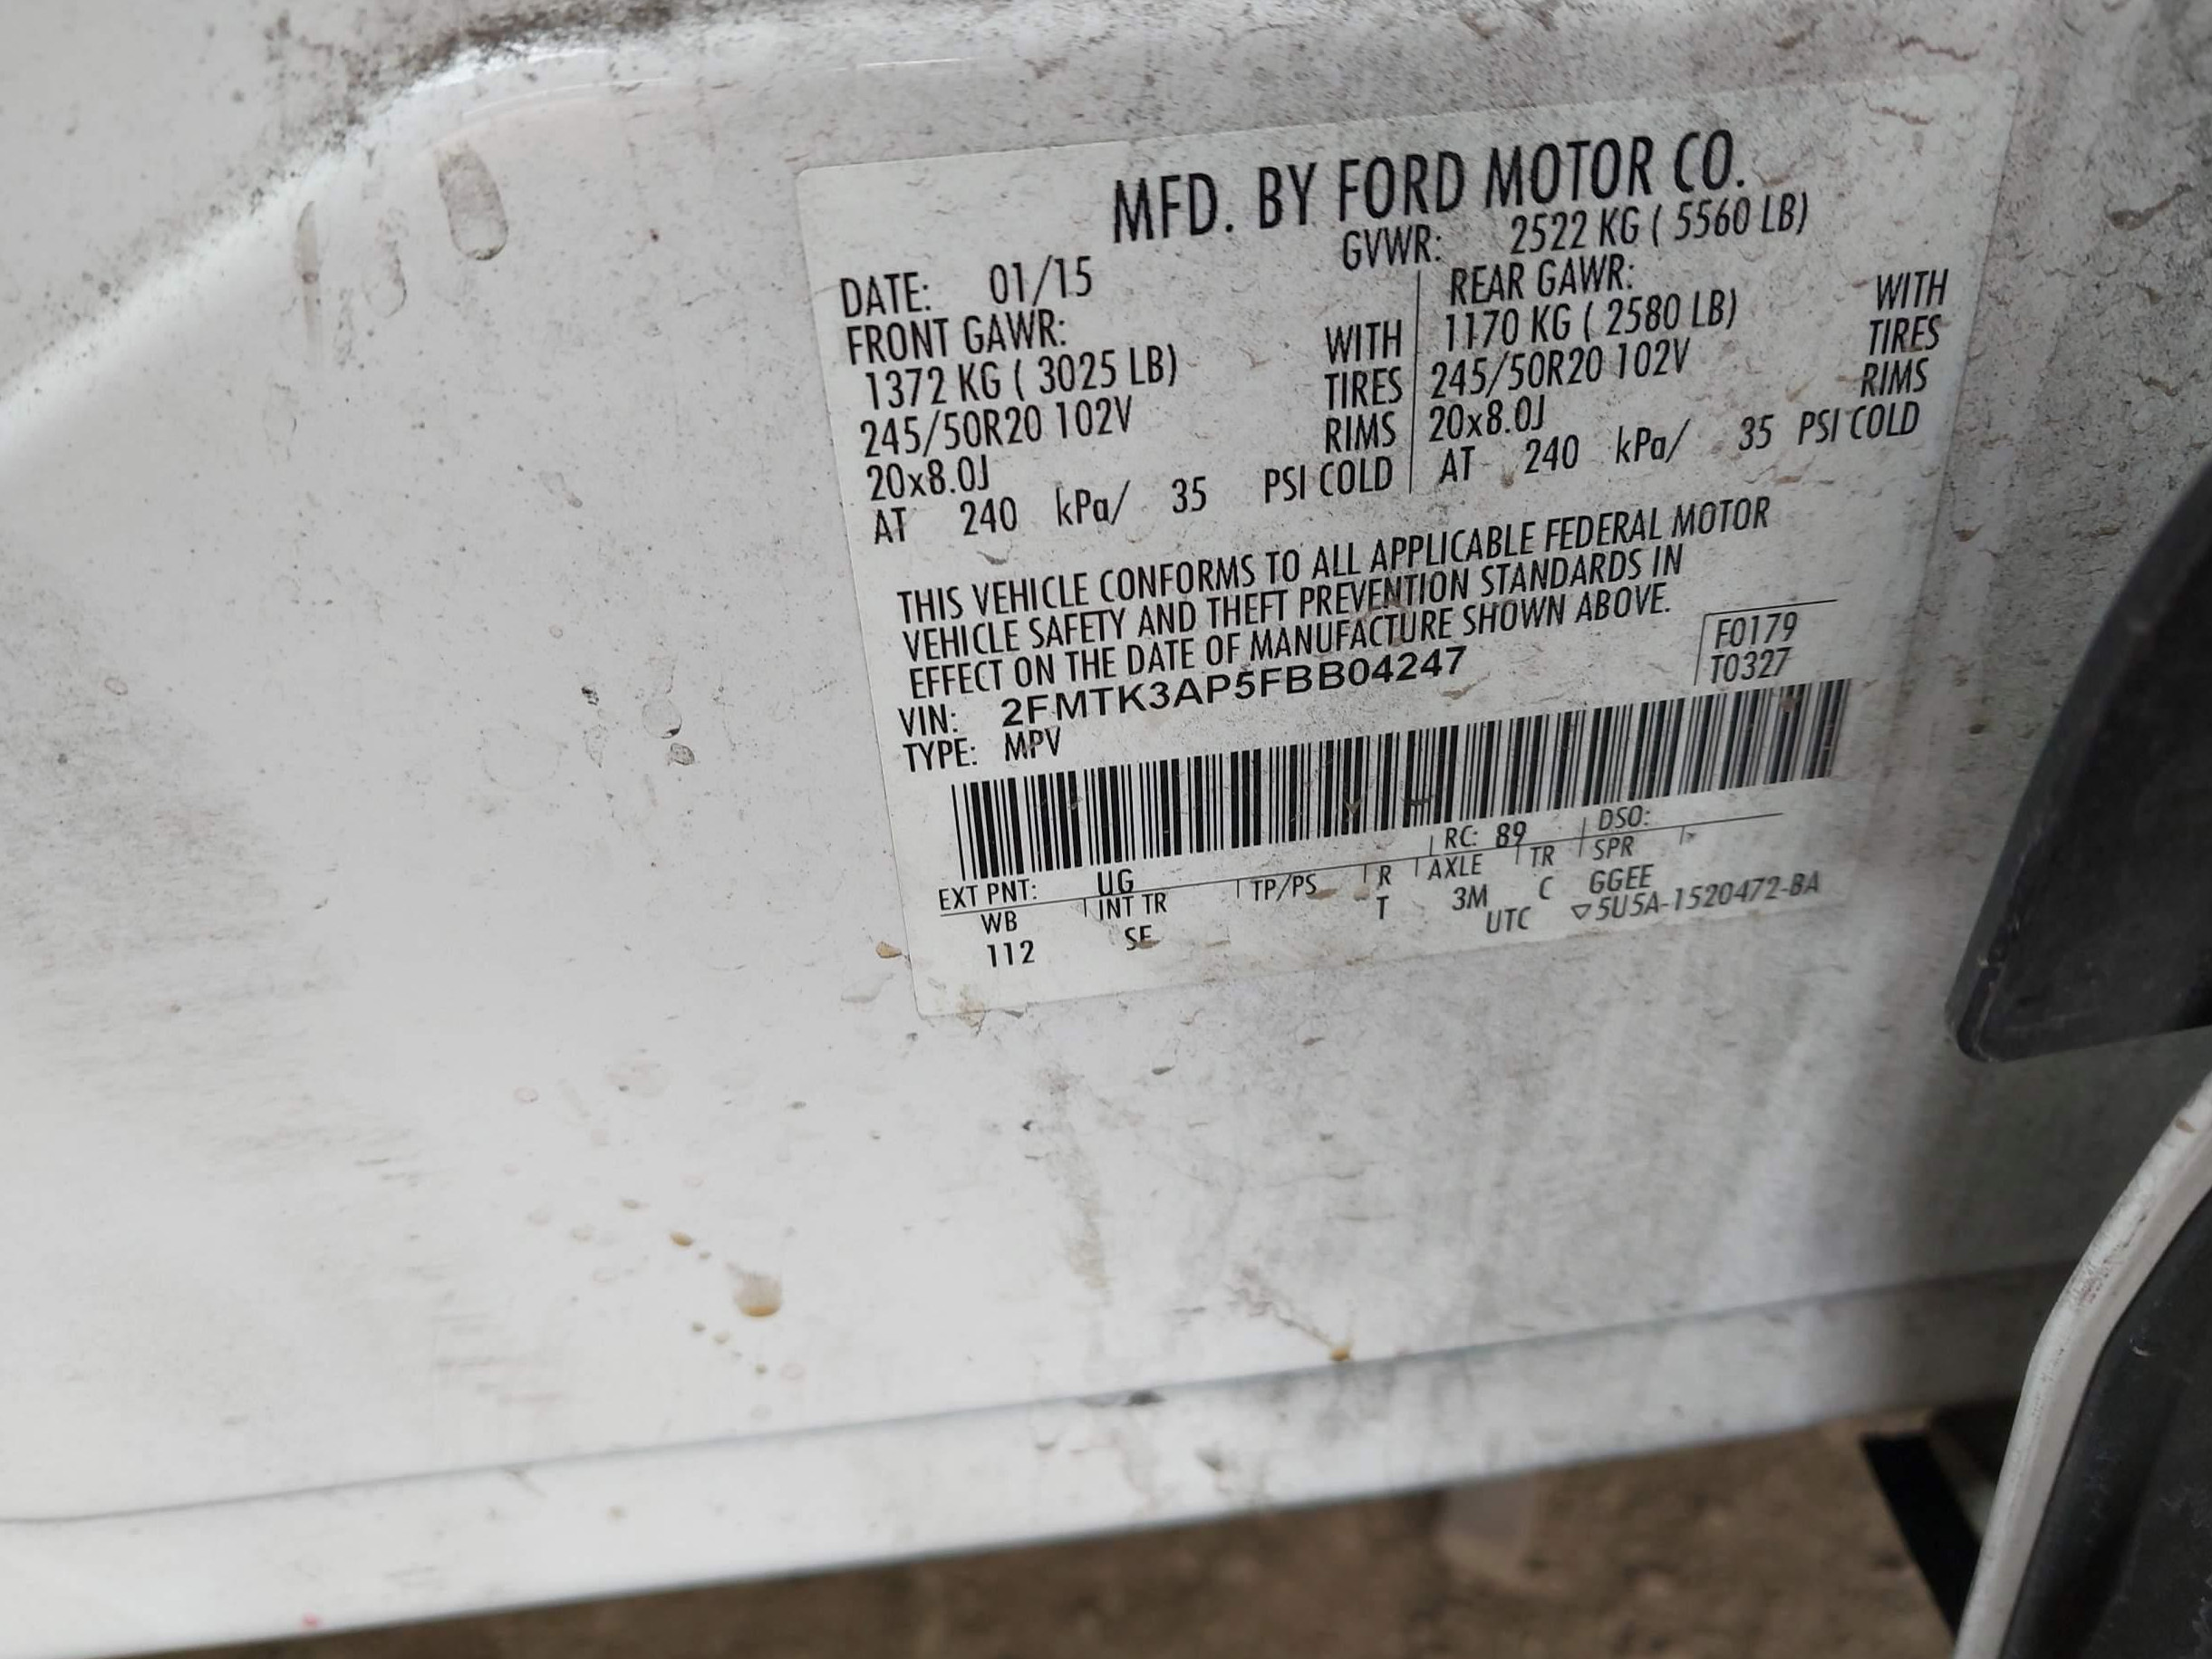 MFD. BY FORD MOTOR CO.
DATE: 01/15 GVWR: 2522 KG ( 5560 LB)
FRONT GAWR: REAR GAWR:
1372 KG ( 3025 LB) WITH 1170 KG ( 2580 LB) WITH
245/50R20 102V TIRES 245/50R20 102V TIRES
20x8.0J RIMS 20x8.0J RIMS
AT 240 kPa/ 35 PSI COLD AT 240 kPa/ 35 PSI COLD
THIS VEHICLE CONFORMS TO ALL APPLICABLE FEDERAL MOTOR
VEHICLE SAFETY AND THEFT PREVENTION STANDARDS IN
EFFECT ON THE DATE OF MANUFACTURE SHOWN ABOVE.
F0179
VIN: 2FMTK3AP5FBB04247 T0327
TYPE: MPV
EXT PNT: UG RC: 89 DSO:
WB INT TR TP/PS R AXLE TR SPR
112 SE T 3M C GGEE
UTC ▽5U5A-1520472-BA